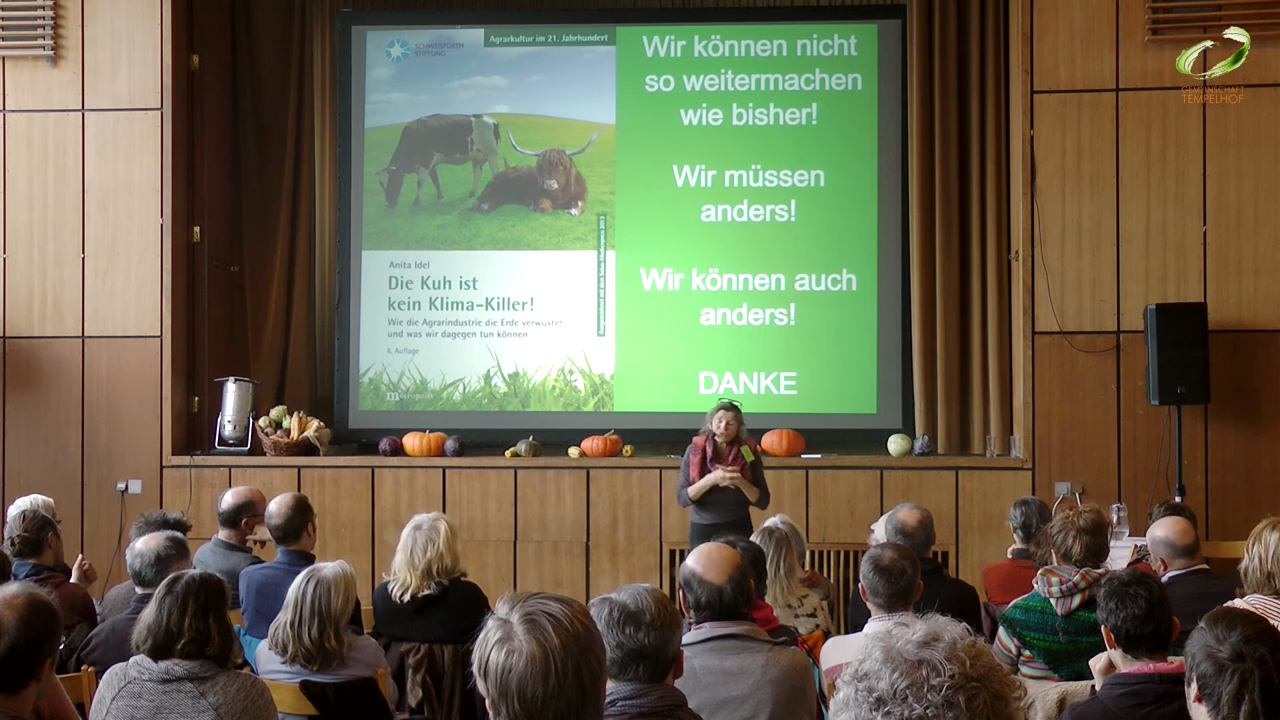 SCHWEISFURTH
STIFTUNG
Agrarkultur im 21. Jahrhundert
Anita Idel
Die Kuh ist
kein Klima-Killer!
Wie die Agrarindustrie die Erde verwüstet
und was wir dagegen tun können
6. Auflage
Wir können nicht
so weitermachen
wie bisher!
Wir müssen
anders!
Wir können auch
anders!
DANKE
GEMEINSCHAFT
TEMPELHOF